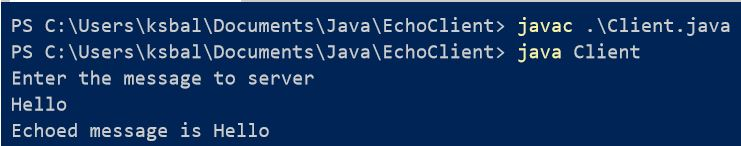 PS C:\Users\ksbal\Documents\Java\EchoClient> javac .\Client.java
PS C:\Users\ksbal\Documents\Java\EchoClient> java Client
Enter the message to server
Hello
Echoed message is Hello